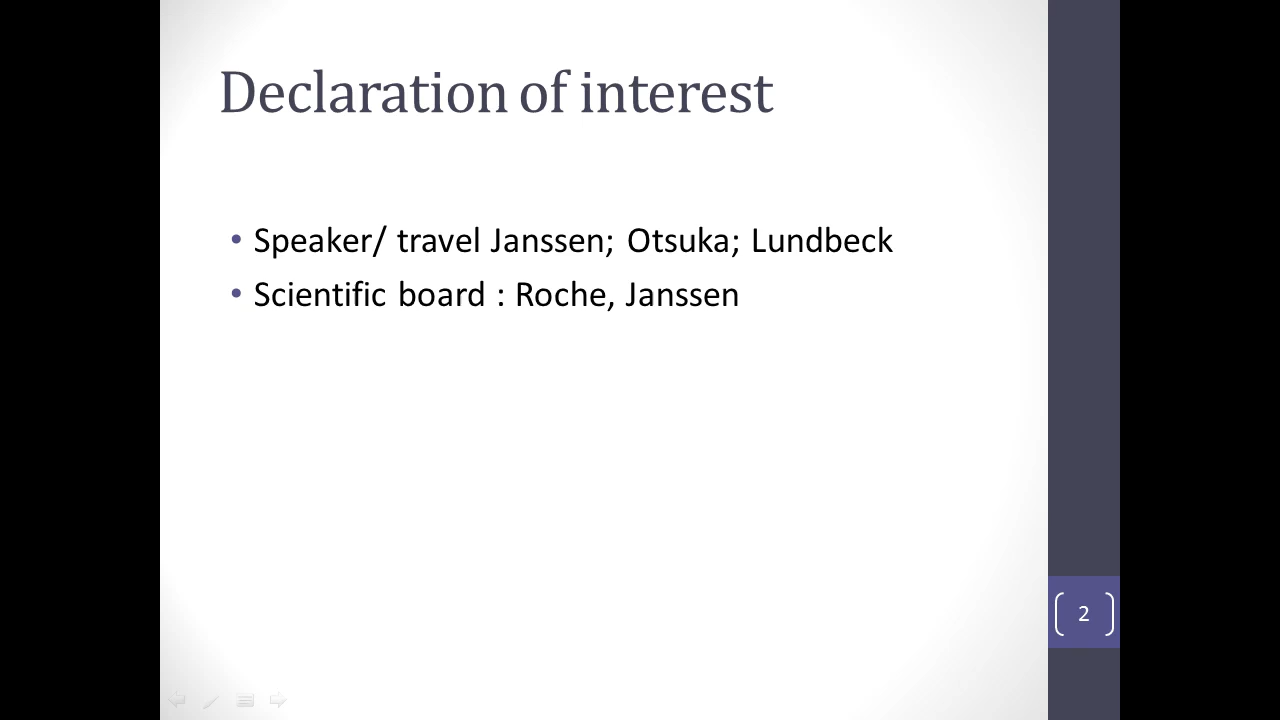 Declaration of interest
• Speaker/ travel Janssen; Otsuka; Lundbeck
• Scientific board : Roche, Janssen
2